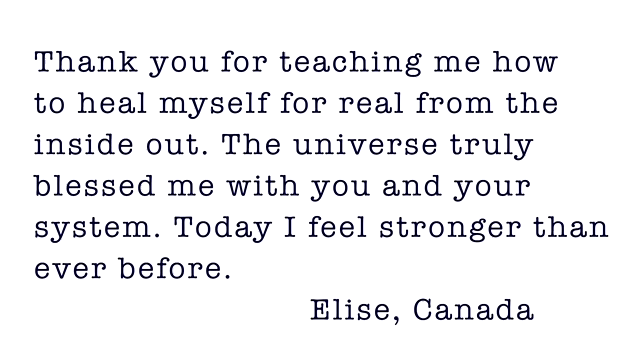 Thank you for teaching me how
to heal myself for real from the
inside out. The universe truly
blessed me with you and your
system. Today I feel stronger than
ever before.
Elise, Canada